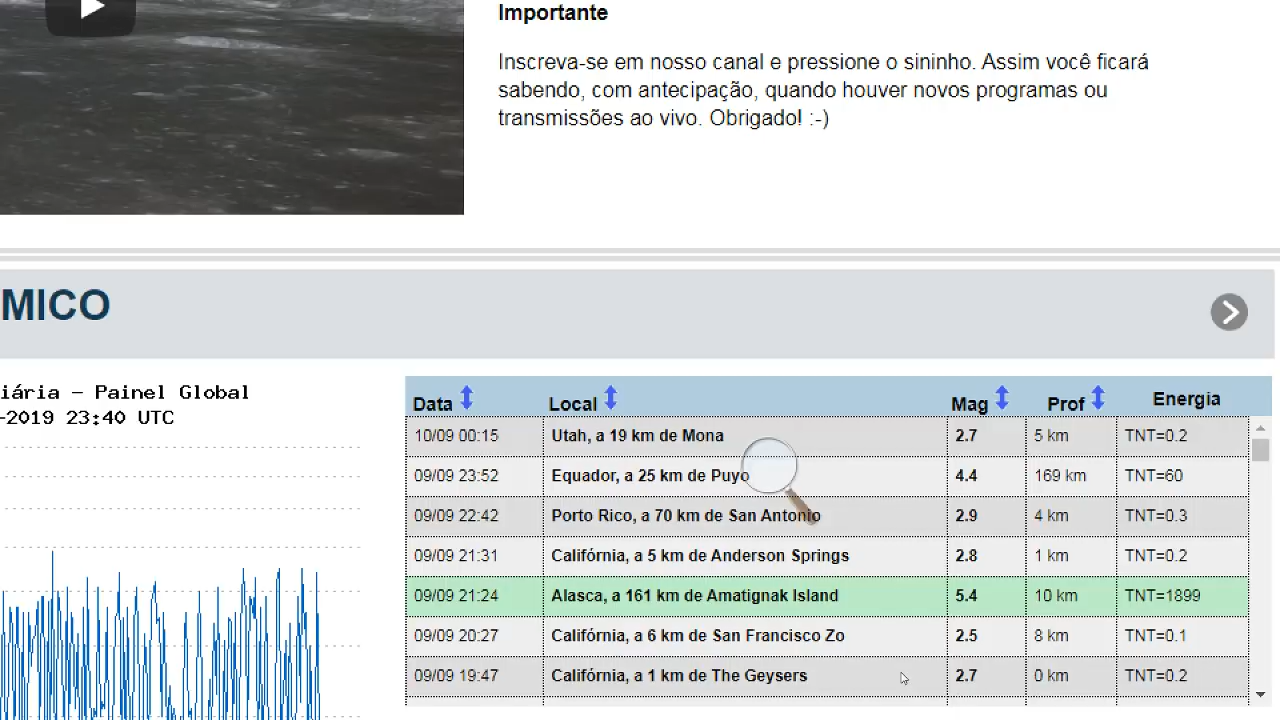 Importante
Inscreva-se em nosso canal e pressione o sininho. Assim você ficará
sabendo, com antecipação, quando houver novos programas ou
transmissões ao vivo. Obrigado! :-)
MICO
iária - Painel Global
-2019 23:40 UTC
Data Local Mag Prof Energia
10/09 00:15 Utah, a 19 km de Mona 2.7 5 km TNT=0.2
09/09 23:52 Equador, a 25 km de Puyo 4.4 169 km TNT=60
09/09 22:42 Porto Rico, a 70 km de San Antonio 2.9 4 km TNT=0.3
09/09 21:31 Califórnia, a 5 km de Anderson Springs 2.8 1 km TNT=0.2
09/09 21:24 Alasca, a 161 km de Amatignak Island 5.4 10 km TNT=1899
09/09 20:27 Califórnia, a 6 km de San Francisco Zo 2.5 8 km TNT=0.1
09/09 19:47 Califórnia, a 1 km de The Geysers 2.7 0 km TNT=0.2